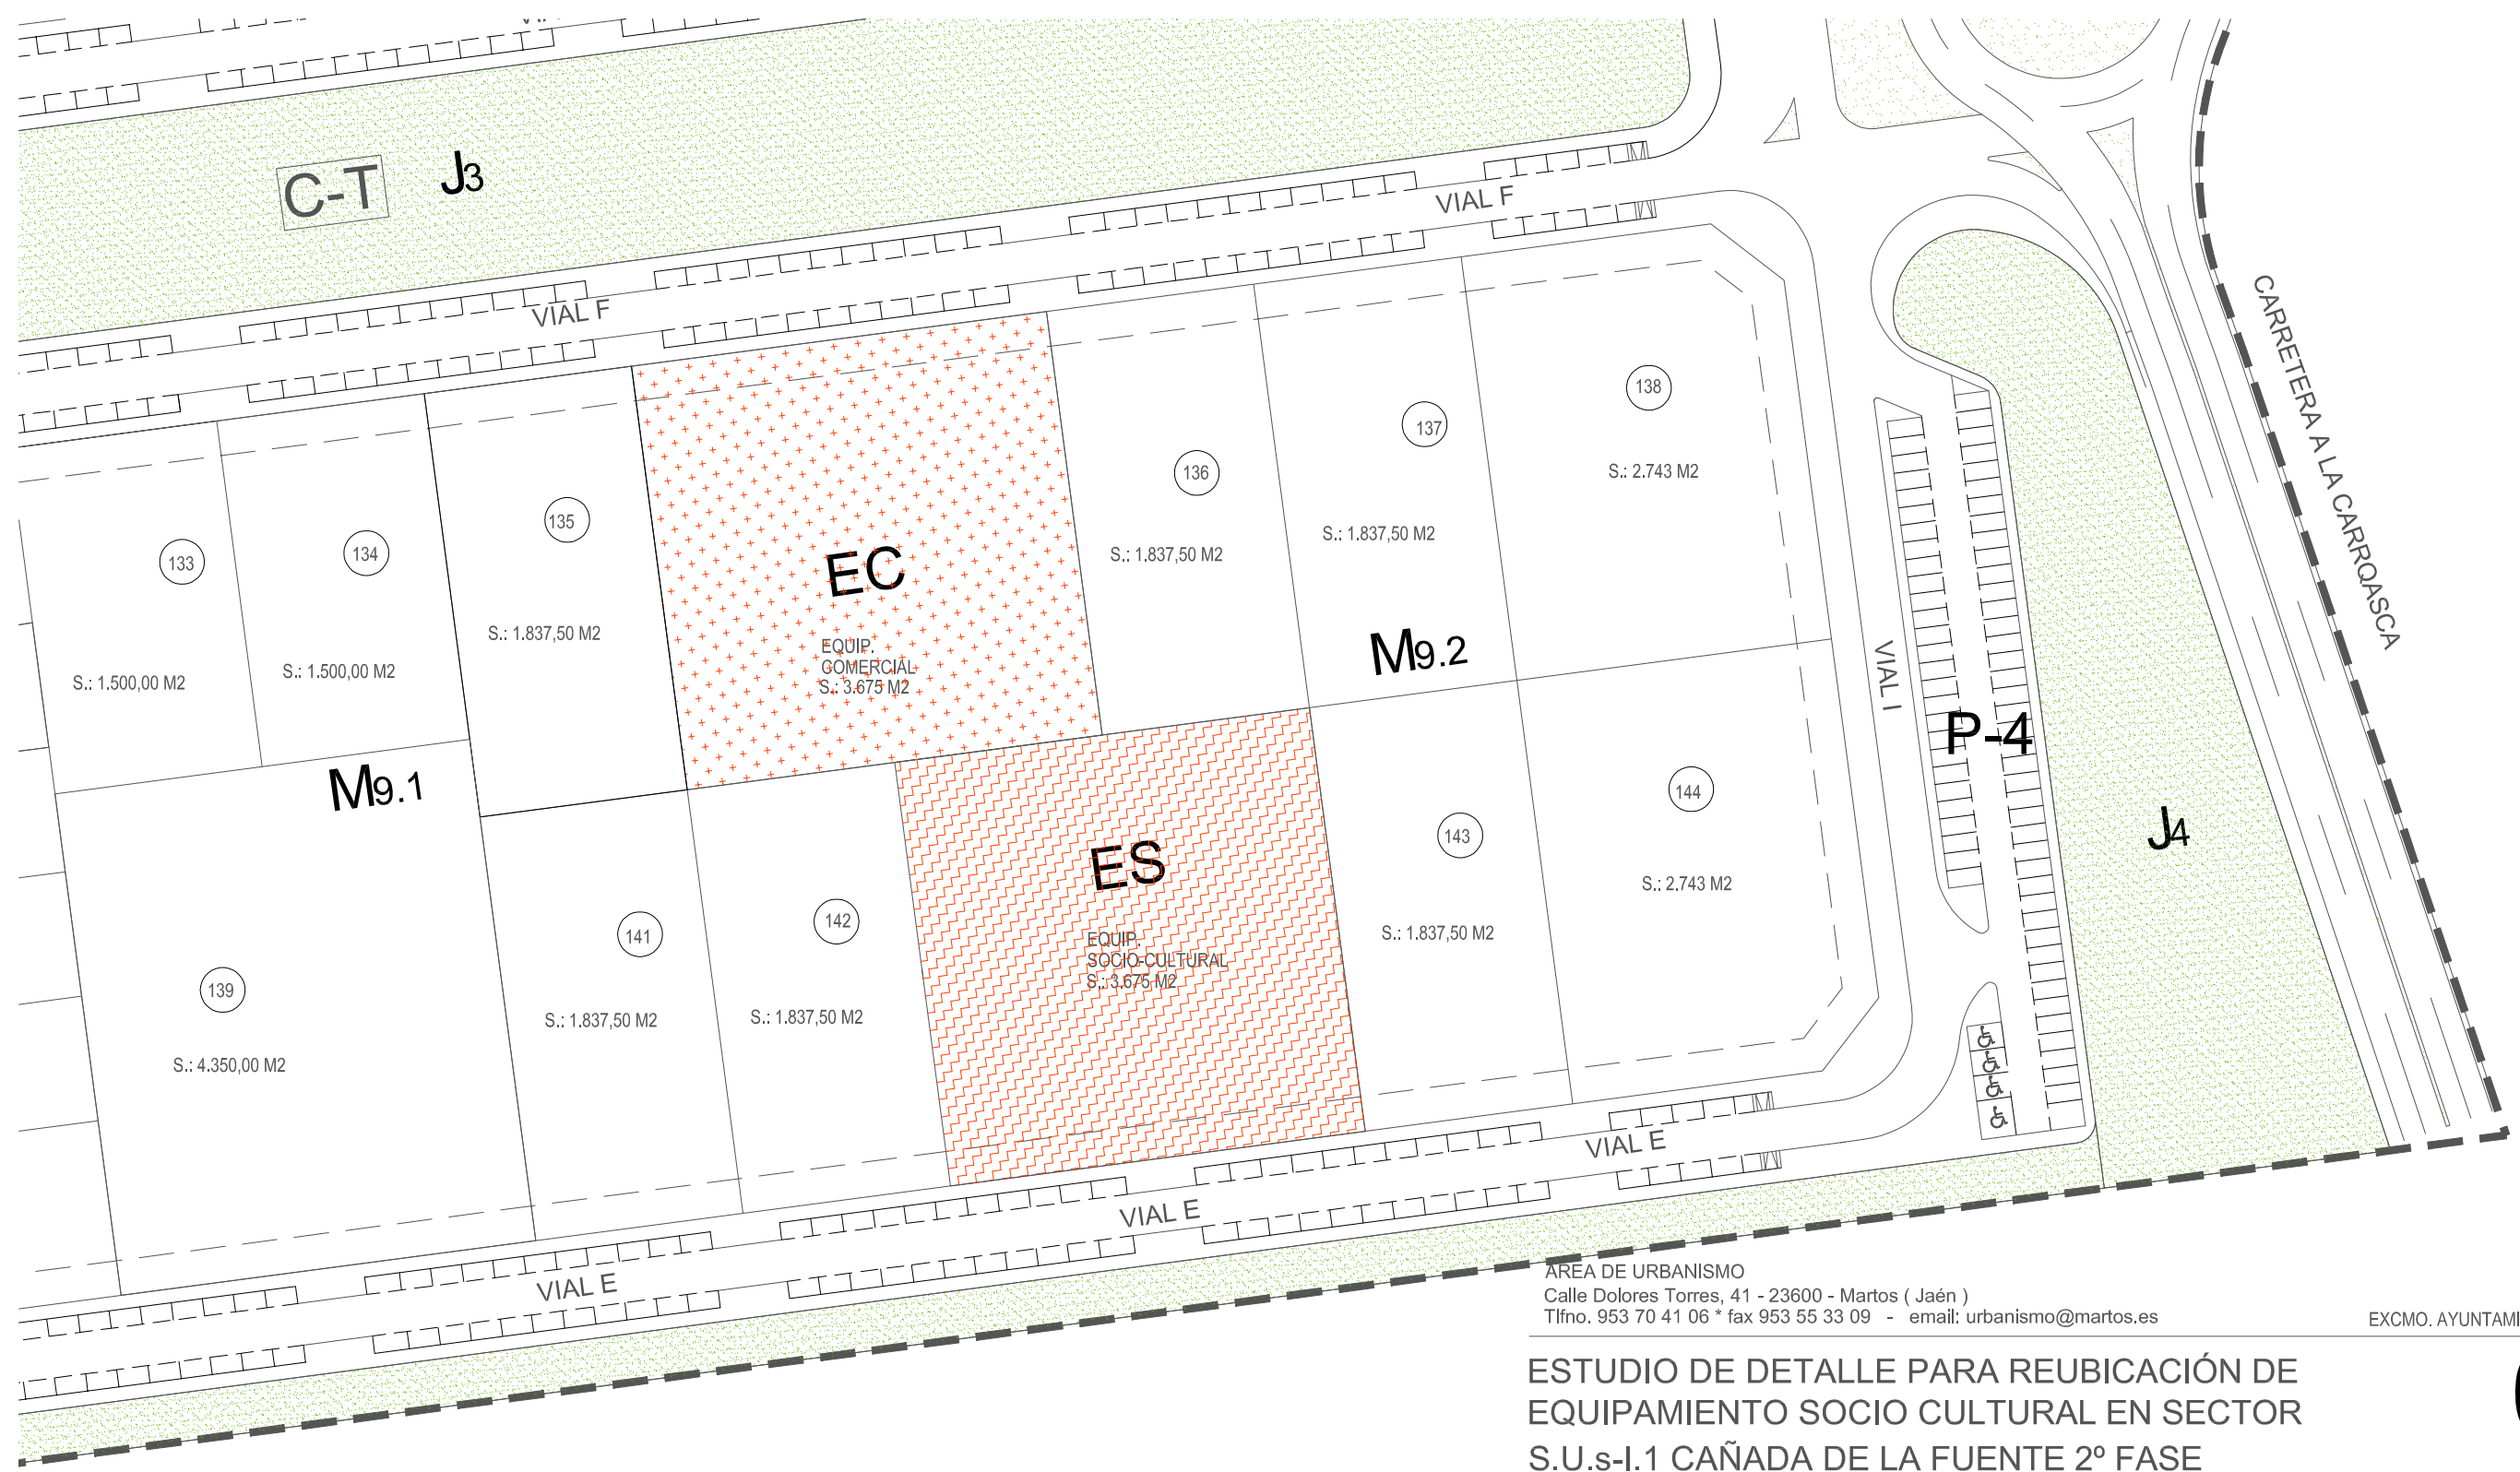 C-T
J3
VIAL F
VIAL F
133
S.: 1.500,00 M2
134
S.: 1.500,00 M2
135
S.: 1.837,50 M2
EC
EQUIP.
COMERCIAL
S.: 3.675 M2
136
S.: 1.837,50 M2
137
S.: 1.837,50 M2
138
S.: 2.743 M2
M9.1
M9.2
139
S.: 4.350,00 M2
141
S.: 1.837,50 M2
142
S.: 1.837,50 M2
ES
EQUIP.
SOCIO-CULTURAL
S.: 3.675 M2
143
S.: 1.837,50 M2
144
S.: 2.743 M2
VIAL I
P-4
J4
CARRETERA A LA CARRQASCA
VIAL E
VIAL E
VIAL E
AREA DE URBANISMO
Calle Dolores Torres, 41 - 23600 - Martos ( Jaén )
Tlfno. 953 70 41 06 * fax 953 55 33 09 - email: urbanismo@martos.es
EXCMO.
ESTUDIO DE DETALLE PARA REUBICACIÓN DE
EQUIPAMIENTO SOCIO CULTURAL EN SECTOR
S.U.s-I.1 CAÑADA DE LA FUENTE 2º FASE